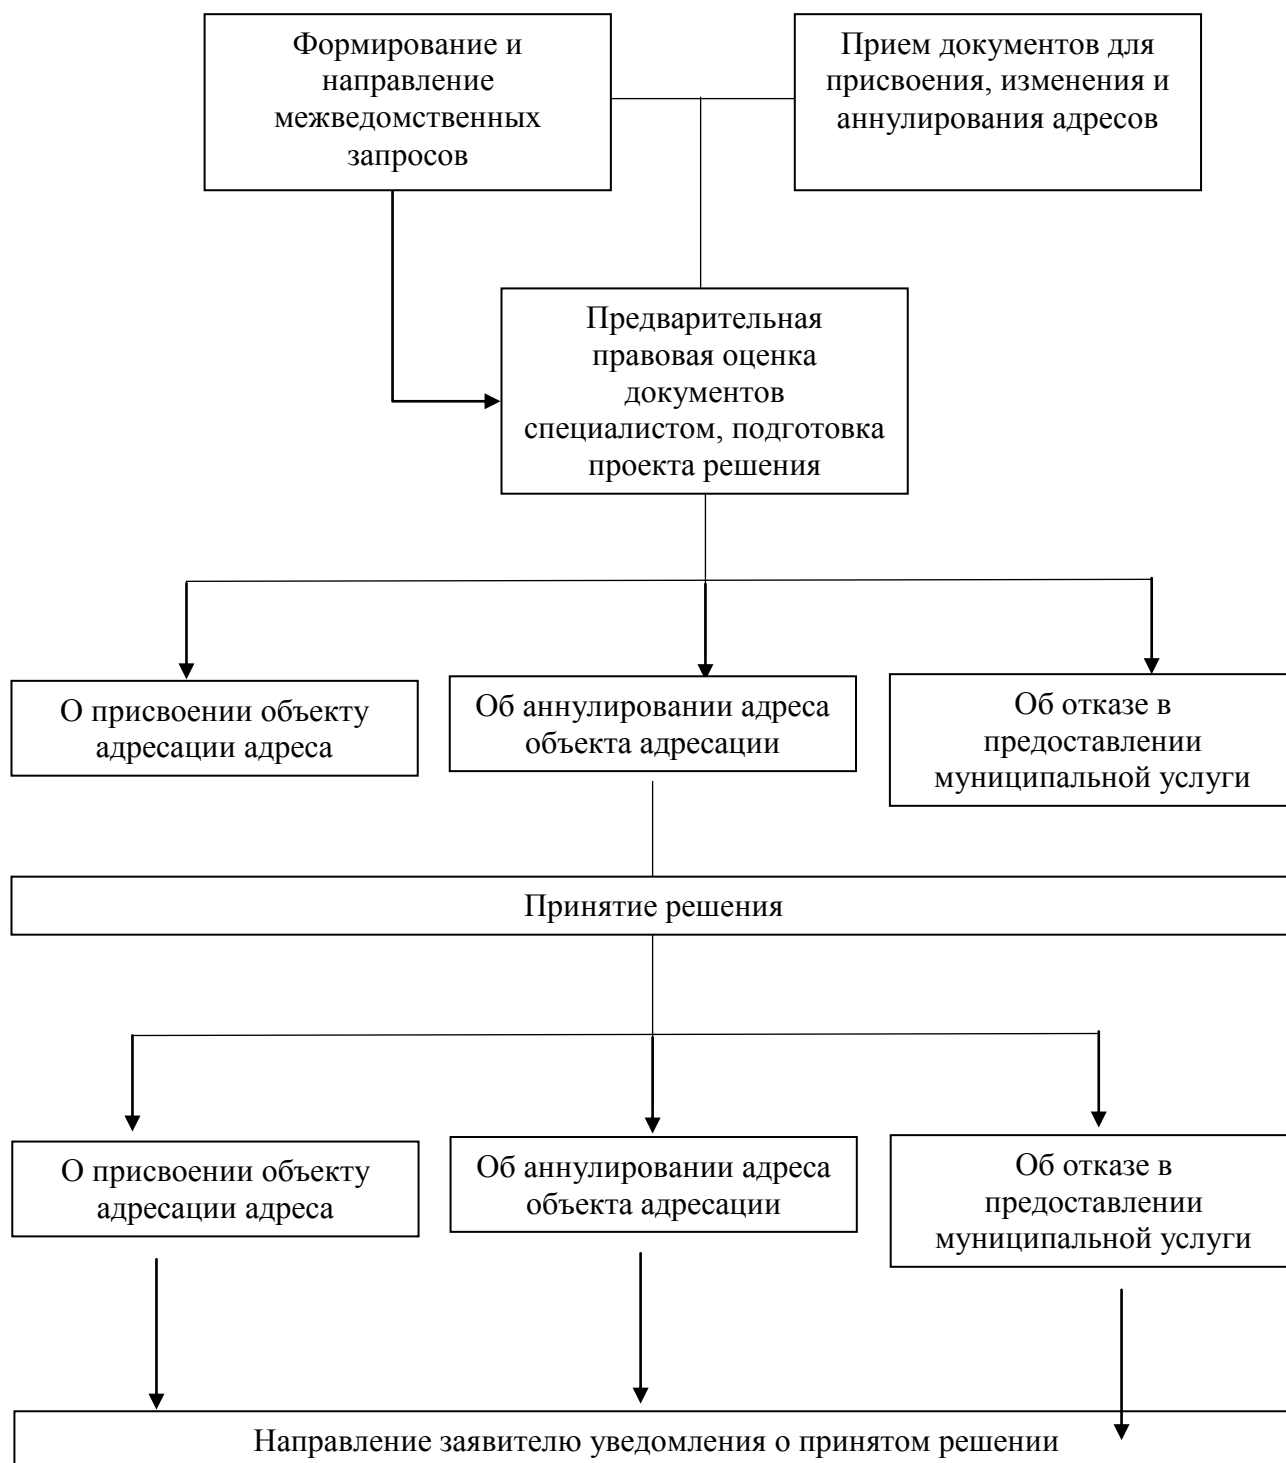 Формирование и
направление
межведомственных
запросов
Прием документов для
присвоения, изменения и
аннулирования адресов
Предварительная
правовая оценка
документов
специалистом, подготовка
проекта решения
О присвоении объекту
адресации адреса
Об аннулировании адреса
объекта адресации
Об отказе в
предоставлении
муниципальной услуги
Принятие решения
О присвоении объекту
адресации адреса
Об аннулировании адреса
объекта адресации
Об отказе в
предоставлении
муниципальной услуги
Направление заявителю уведомления о принятом решении